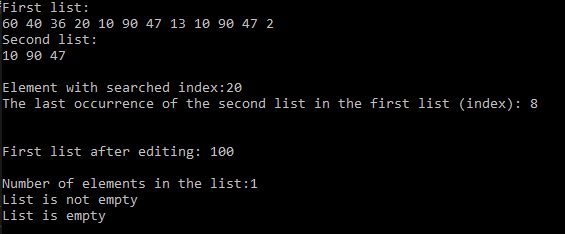 First list:
60 40 36 20 10 90 47 13 10 90 47 2
Second list:
10 90 47
Element with searched index:20
The last occurrence of the second list in the first list (index): 8
First list after editing: 100
Number of elements in the list:1
List is not empty
List is empty